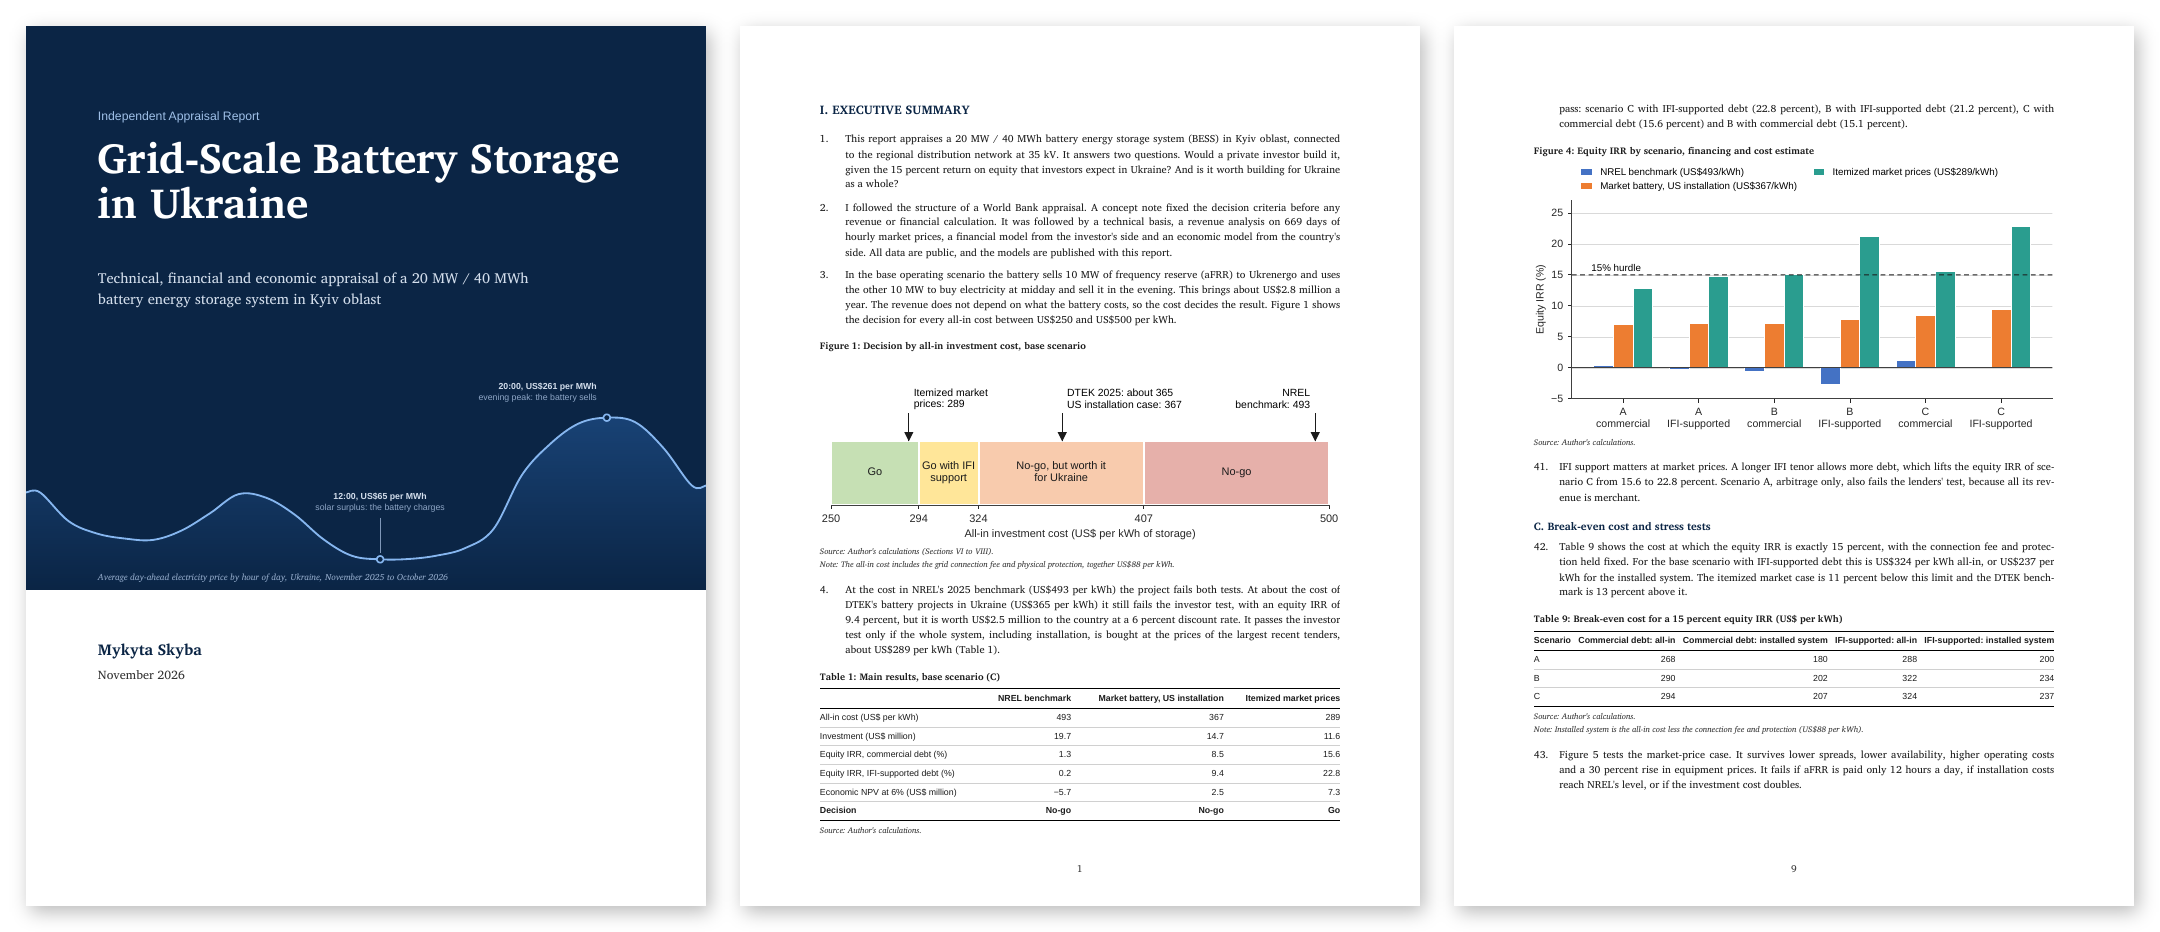 Independent Appraisal Report
Grid-Scale Battery Storage
in Ukraine
Technical, financial and economic appraisal of a 20 MW / 40 MWh
battery energy storage system in Kyiv oblast
20:00, US$261 per MWh
evening peak: the battery sells
12:00, US$65 per MWh
solar surplus: the battery charges
Average day-ahead electricity price by hour of day, Ukraine, November 2025 to October 2026
Mykyta Skyba
November 2026
I. EXECUTIVE SUMMARY
1. This report appraises a 20 MW / 40 MWh battery energy storage system (BESS) in Kyiv oblast, connected
to the regional distribution network at 35 kV. It answers two questions. Would a private investor build it,
given the 15 percent return on equity that investors expect in Ukraine? And is it worth building for Ukraine
as a whole?
2. I followed the structure of a World Bank appraisal. A concept note fixed the decision criteria before any
revenue or financial calculation. It was followed by a technical basis, a revenue analysis on 669 days of
hourly market prices, a financial model from the investor's side and an economic model from the country's
side. All data are public, and the models are published with this report.
3. In the base operating scenario the battery sells 10 MW of frequency reserve (aFRR) to Ukrenergo and uses
the other 10 MW to buy electricity at midday and sell it in the evening. This brings about US$2.8 million a
year. The revenue does not depend on what the battery costs, so the cost decides the result. Figure 1 shows
the decision for every all-in cost between US$250 and US$500 per kWh.
Figure 1: Decision by all-in investment cost, base scenario
Itemized market
prices: 289
DTEK 2025: about 365
US installation case: 367
NREL
benchmark: 493
Go
Go with IFI
support
No-go, but worth it
for Ukraine
No-go
250 294 324 407 500
All-in investment cost (US$ per kWh of storage)
Source: Author's calculations (Sections VI to VIII).
Note: The all-in cost includes the grid connection fee and physical protection, together US$88 per kWh.
4. At the cost in NREL's 2025 benchmark (US$493 per kWh) the project fails both tests. At about the cost of
DTEK's battery projects in Ukraine (US$365 per kWh) it still fails the investor test, with an equity IRR of
9.4 percent, but it is worth US$2.5 million to the country at a 6 percent discount rate. It passes the investor
test only if the whole system, including installation, is bought at the prices of the largest recent tenders,
about US$289 per kWh (Table 1).
Table 1: Main results, base scenario (C)
NREL benchmark Market battery, US installation Itemized market prices
All-in cost (US$ per kWh) 493 367 289
Investment (US$ million) 19.7 14.7 11.6
Equity IRR, commercial debt (%) 1.3 8.5 15.6
Equity IRR, IFI-supported debt (%) 0.2 9.4 22.8
Economic NPV at 6% (US$ million) −5.7 2.5 7.3
Decision No-go No-go Go
Source: Author's calculations.
1
pass: scenario C with IFI-supported debt (22.8 percent), B with IFI-supported debt (21.2 percent), C with
commercial debt (15.6 percent) and B with commercial debt (15.1 percent).
Figure 4: Equity IRR by scenario, financing and cost estimate
NREL benchmark (US$493/kWh)
Market battery, US installation (US$367/kWh)
Itemized market prices (US$289/kWh)
Equity IRR (%)
25
20
15
10
5
0
−5
15% hurdle
A A B B C C
commercial IFI-supported commercial IFI-supported commercial IFI-supported
Source: Author's calculations.
41. IFI support matters at market prices. A longer IFI tenor allows more debt, which lifts the equity IRR of sce-
nario C from 15.6 to 22.8 percent. Scenario A, arbitrage only, also fails the lenders' test, because all its rev-
enue is merchant.
C. Break-even cost and stress tests
42. Table 9 shows the cost at which the equity IRR is exactly 15 percent, with the connection fee and protec-
tion held fixed. For the base scenario with IFI-supported debt this is US$324 per kWh all-in, or US$237 per
kWh for the installed system. The itemized market case is 11 percent below this limit and the DTEK bench-
mark is 13 percent above it.
Table 9: Break-even cost for a 15 percent equity IRR (US$ per kWh)
Scenario Commercial debt: all-in Commercial debt: installed system IFI-supported: all-in IFI-supported: installed system
A 268 180 288 200
B 290 202 322 234
C 294 207 324 237
Source: Author's calculations.
Note: Installed system is the all-in cost less the connection fee and protection (US$88 per kWh).
43. Figure 5 tests the market-price case. It survives lower spreads, lower availability, higher operating costs
and a 30 percent rise in equipment prices. It fails if aFRR is paid only 12 hours a day, if installation costs
reach NREL's level, or if the investment cost doubles.
9